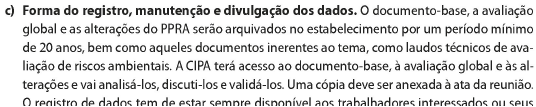 c) Forma do registro, manutenção e divulgação dos dados. O documento-base, a avaliação
global e as alterações do PPRA serão arquivados no estabelecimento por um período mínimo
de 20 anos, bem como aqueles documentos inerentes ao tema, como laudos técnicos de ava-
liação de riscos ambientais. A CIPA terá acesso ao documento-base, à avaliação global e às al-
terações e vai analisá-los, discuti-los e validá-los. Uma cópia deve ser anexada à ata da reunião.
O registro de dados tem de estar sempre disponível aos trabalhadores interessados ou seus